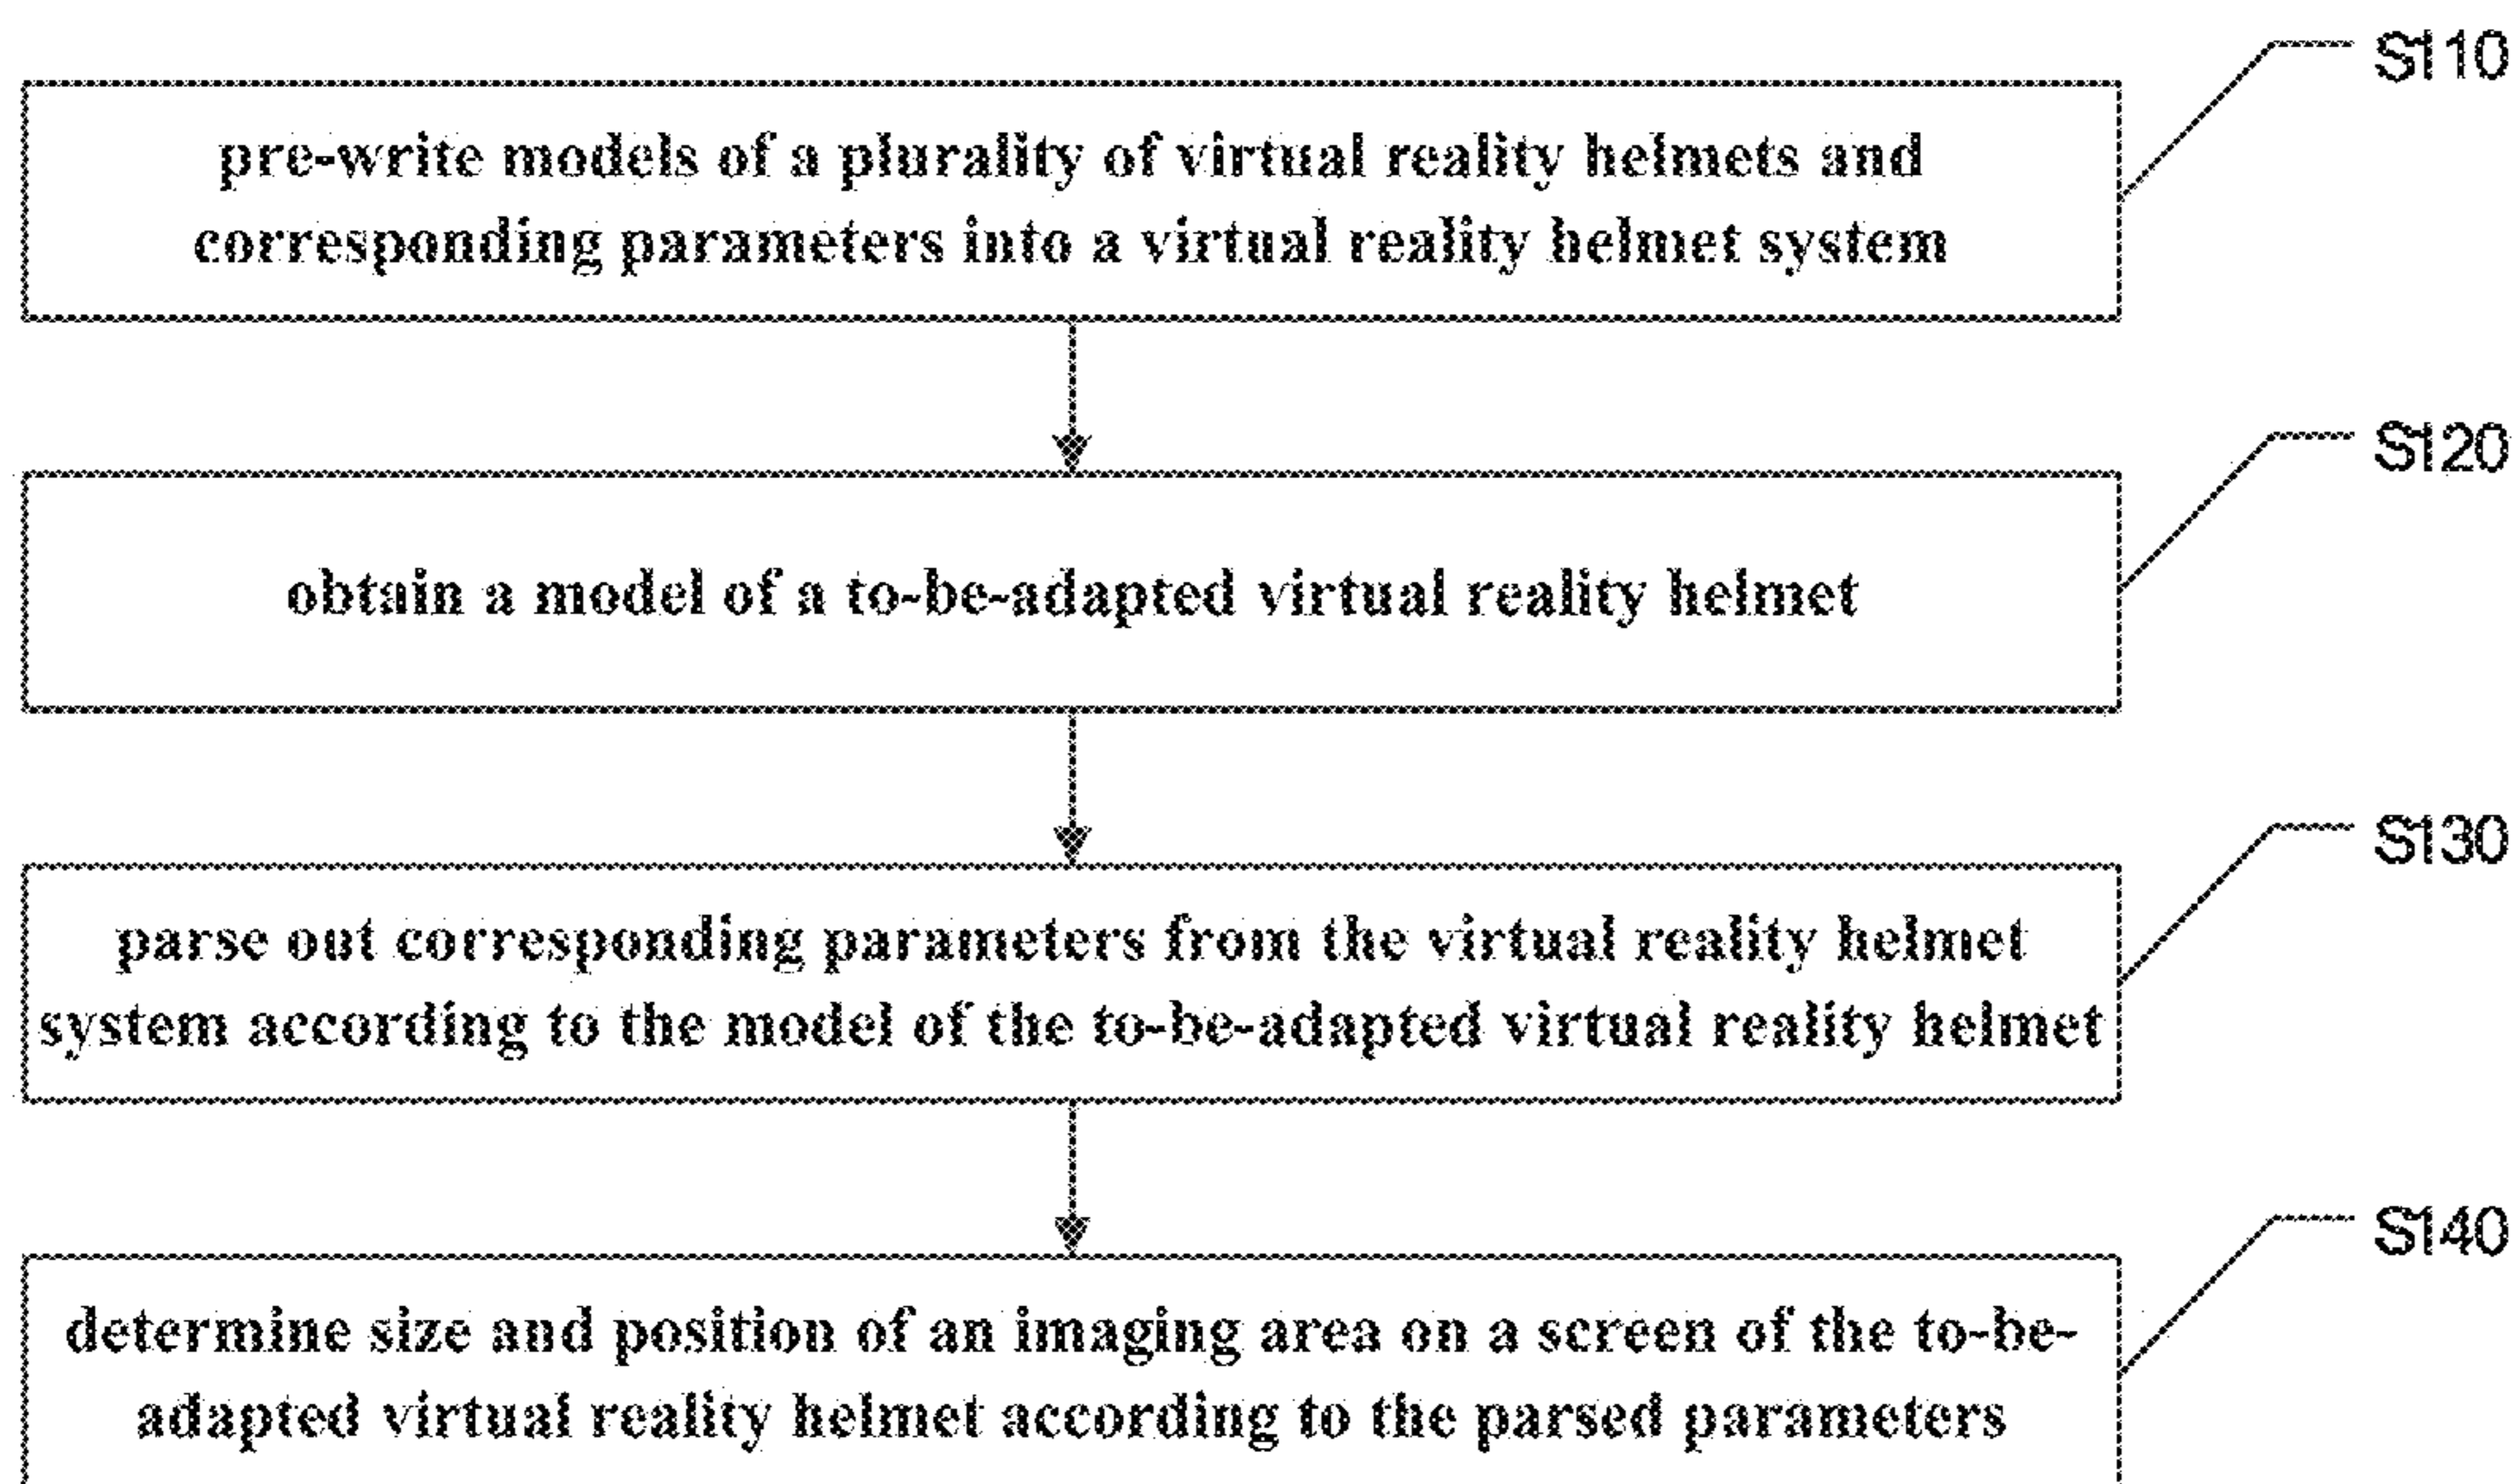 S110
pre-write models of a plurality of virtual reality helmets and
corresponding parameters into a virtual reality helmet system
S120
obtain a model of a to-be-adapted virtual reality helmet
S130
parse out corresponding parameters from the virtual reality helmet
system according to the model of the to-be-adapted virtual reality helmet
S140
determine size and position of an imaging area on a screen of the to-be-
adapted virtual reality helmet according to the parsed parameters